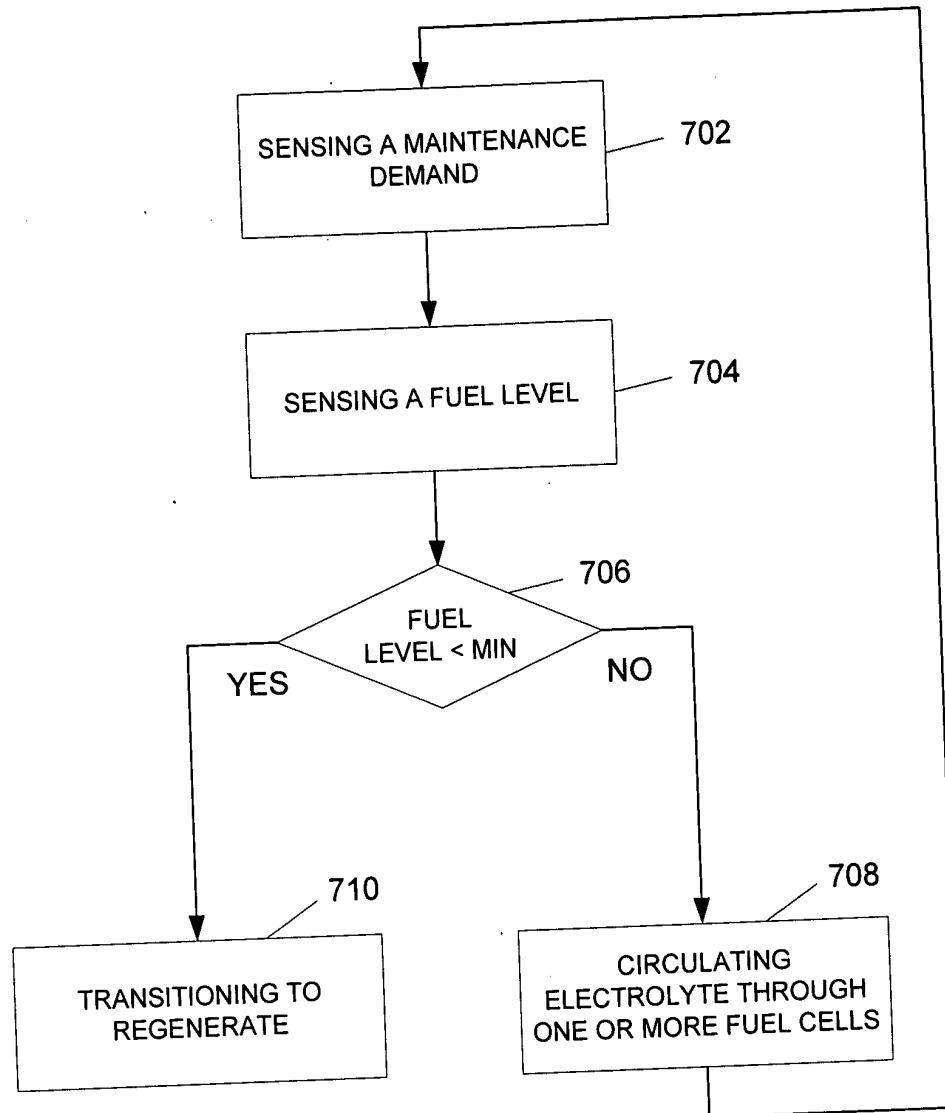 SENSING A MAINTENANCE
DEMAND
702
SENSING A FUEL LEVEL
704
706
FUEL
LEVEL < MIN
YES
NO
710
TRANSITIONING TO
REGENERATE
708
CIRCULATING
ELECTROLYTE THROUGH
ONE OR MORE FUEL CELLS